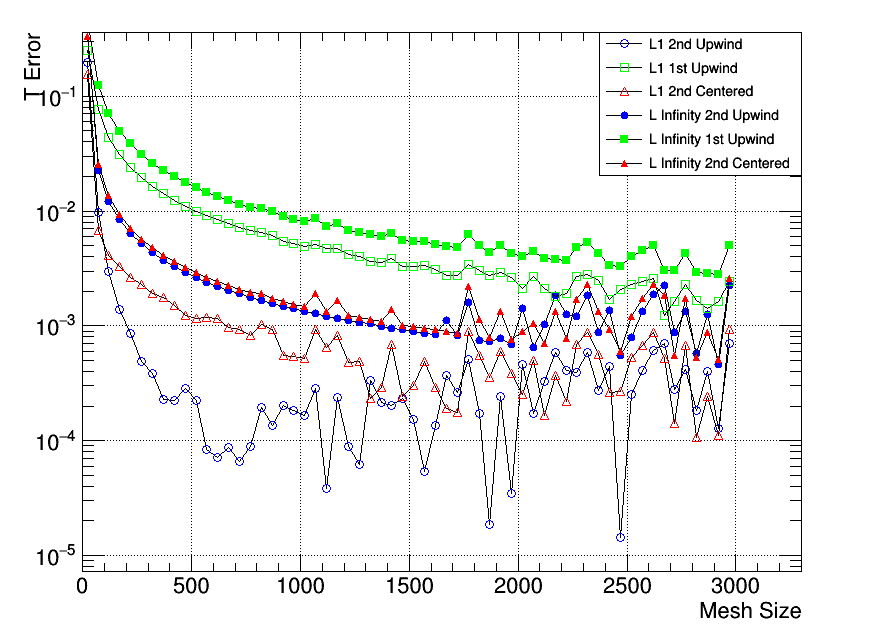 T Error
L1 2nd Upwind
L1 1st Upwind
L1 2nd Centered
L Infinity 2nd Upwind
L Infinity 1st Upwind
L Infinity 2nd Centered
10⁻¹
10⁻²
10⁻³
10⁻⁴
10⁻⁵
0 500 1000 1500 2000 2500 3000
Mesh Size